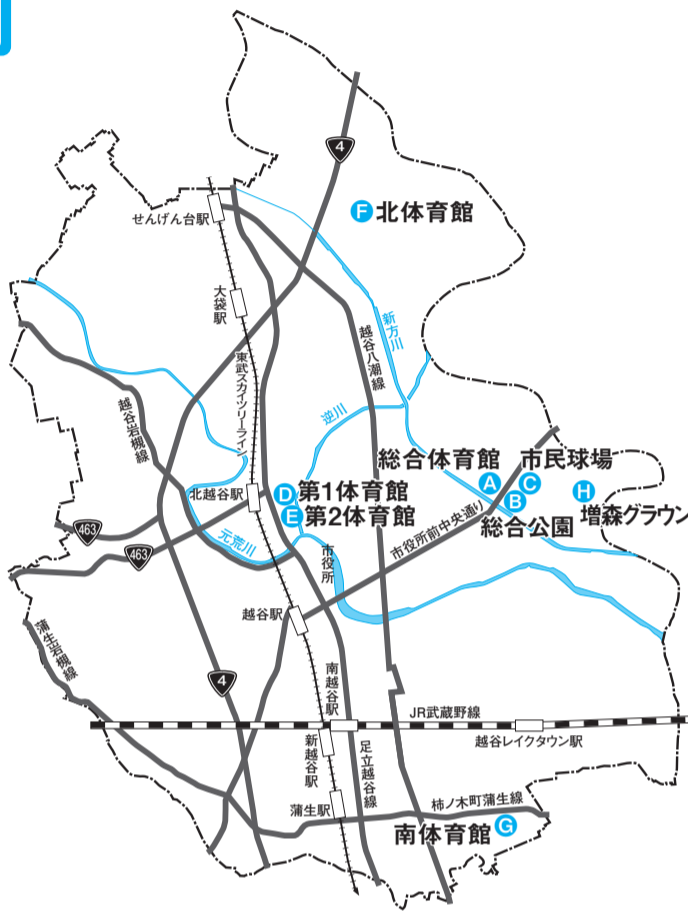 4
せんげん台駅
F 北体育館
大袋駅
新方川
越谷八潮線
東武スカイツリーライン
越谷岩槻線
逆川
総合体育館
市民球場
A
C
B
H
北越谷駅
D 第1体育館
E 第2体育館
総合公園
増森グラウン
463
463
元荒川
市役所
市役所前中央通り
越谷駅
蒲生岩槻線
4
南越谷駅
JR武蔵野線
新越谷駅
足立越谷線
越谷レイクタウン駅
蒲生駅
柿ノ木町蒲生線
南体育館 G